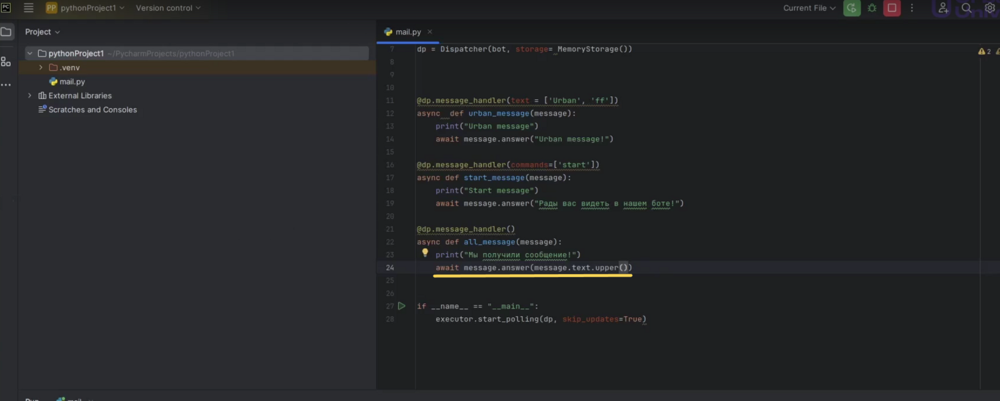 PC
PP pythonProject1
Version control
Current File
Project
pythonProject1 ~/PycharmProjects/pythonProject1
.venv
mail.py
External Libraries
Scratches and Consoles
mail.py
2
7 dp = Dispatcher(bot, storage= MemoryStorage())
8
9
10
11 @dp.message_handler(text = ['Urban', 'ff'])
12 async  def urban_message(message):
13     print("Urban message")
14     await message.answer("Urban message!")
15
16 @dp.message_handler(commands=['start'])
17 async def start_message(message):
18     print("Start message")
19     await message.answer("Рады вас видеть в нашем боте!")
20
21 @dp.message_handler()
22 async def all_message(message):
23     print("Мы получили сообщение!")
24     await message.answer(message.text.upper())
25
26
27 if __name__ == "__main__":
28     executor.start_polling(dp, skip_updates=True)
Run
mail